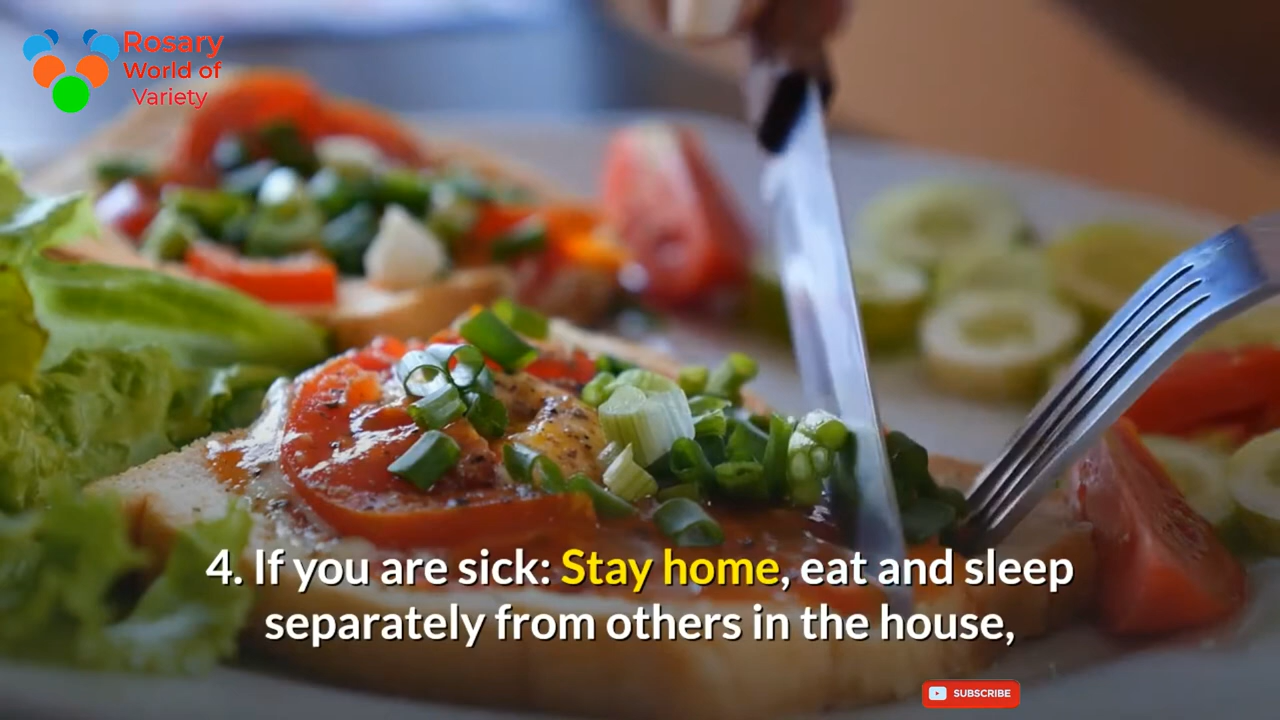 Rosary
World of
Variety
4. If you are sick: Stay home, eat and sleep
separately from others in the house,
SUBSCRIBE